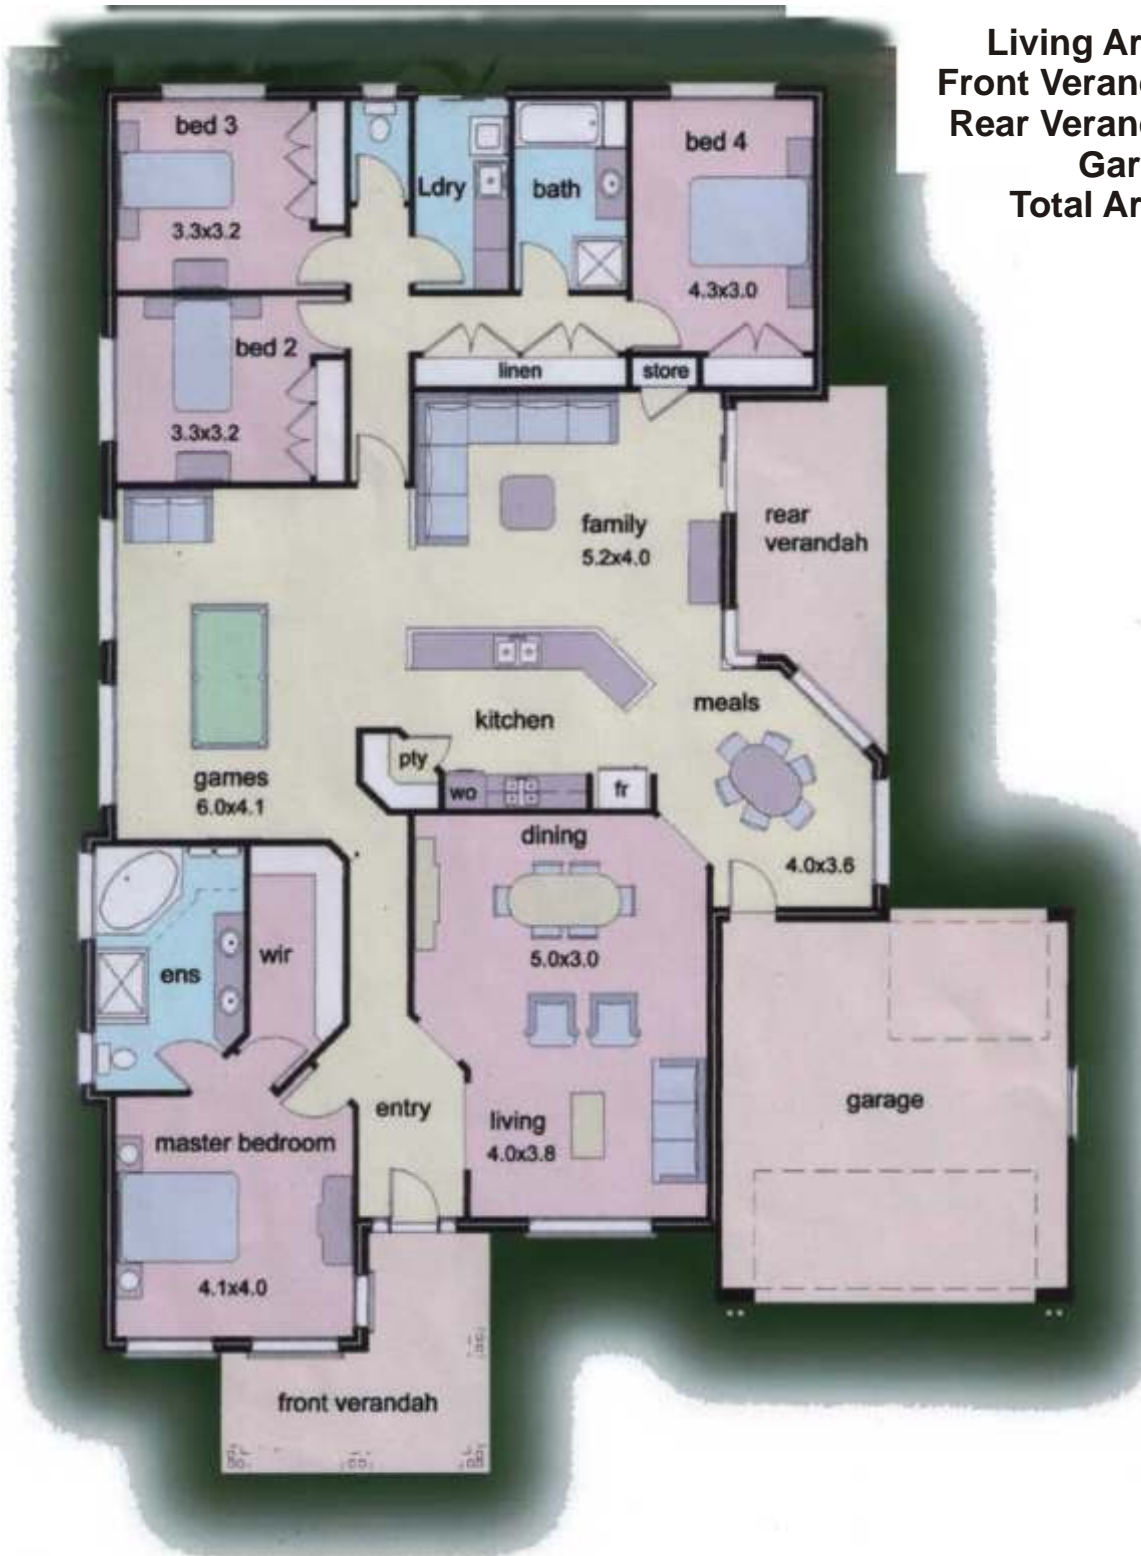 Living Ar
Front Veran
Rear Veran
Gar
Total Ar
bed 3
3.3x3.2
Ldry
bath
bed 4
4.3x3.0
bed 2
3.3x3.2
linen
store
family
5.2x4.0
rear
verandah
games
6.0x4.1
kitchen
meals
4.0x3.6
pty
wo
fr
dining
5.0x3.0
ens
wir
entry
living
4.0x3.8
garage
master bedroom
4.1x4.0
front verandah